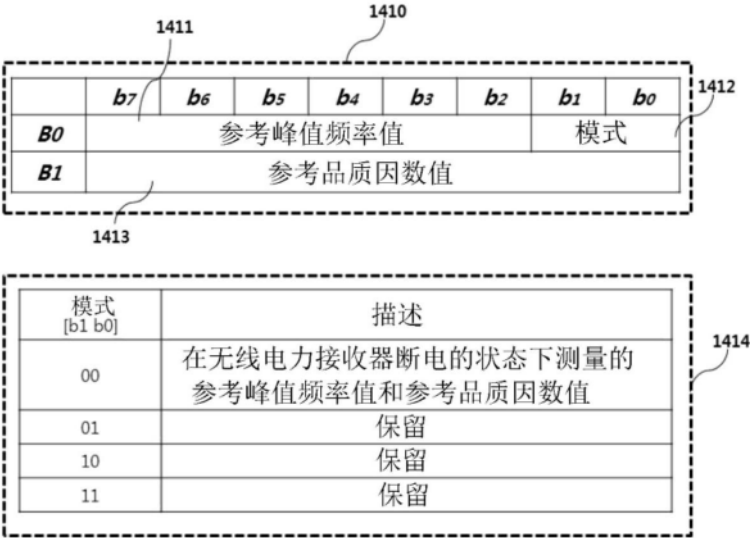 1410
1411
1412
b7 b6 b5 b4 b3 b2 b1 b0
B0 参考峰值频率值 模式
B1 参考品质因数值
1413
模式 描述
[b1 b0]
1414
00 在无线电力接收器断电的状态下测量的
参考峰值频率值和参考品质因数值
01 保留
10 保留
11 保留